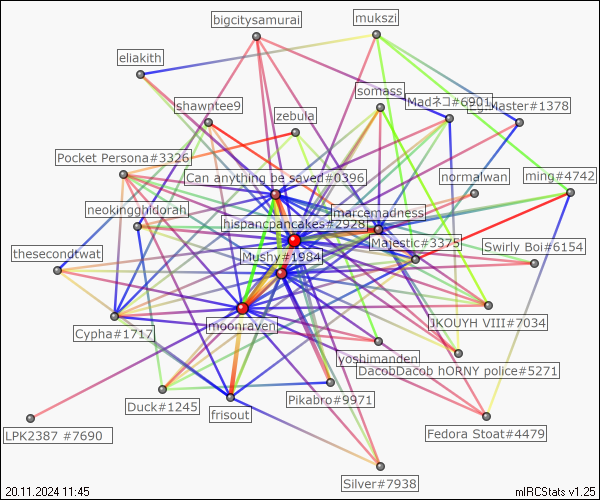 bigcitysamurai
mukszi
eliakith
somass
Madネコ#6901
Master#1378
shawntee9
zebula
Pocket Persona#3326
Can anything be saved#0396
normalwan
ming#4742
neokingghidorah
marcemadness
hispancpancakes#2928
Majestic#3375
Swirly Boi#6154
thesecondtwat
Mushy#1984
Cypha#1717
moonraven
JKOUYH VIII#7034
yoshimanden
DacobDacob hORNY police#5271
Duck#1245
frisout
Pikabro#9971
LPK2387 #7690
Fedora Stoat#4479
Silver#7938
20.11.2024 11:45
mIRCStats v1.25